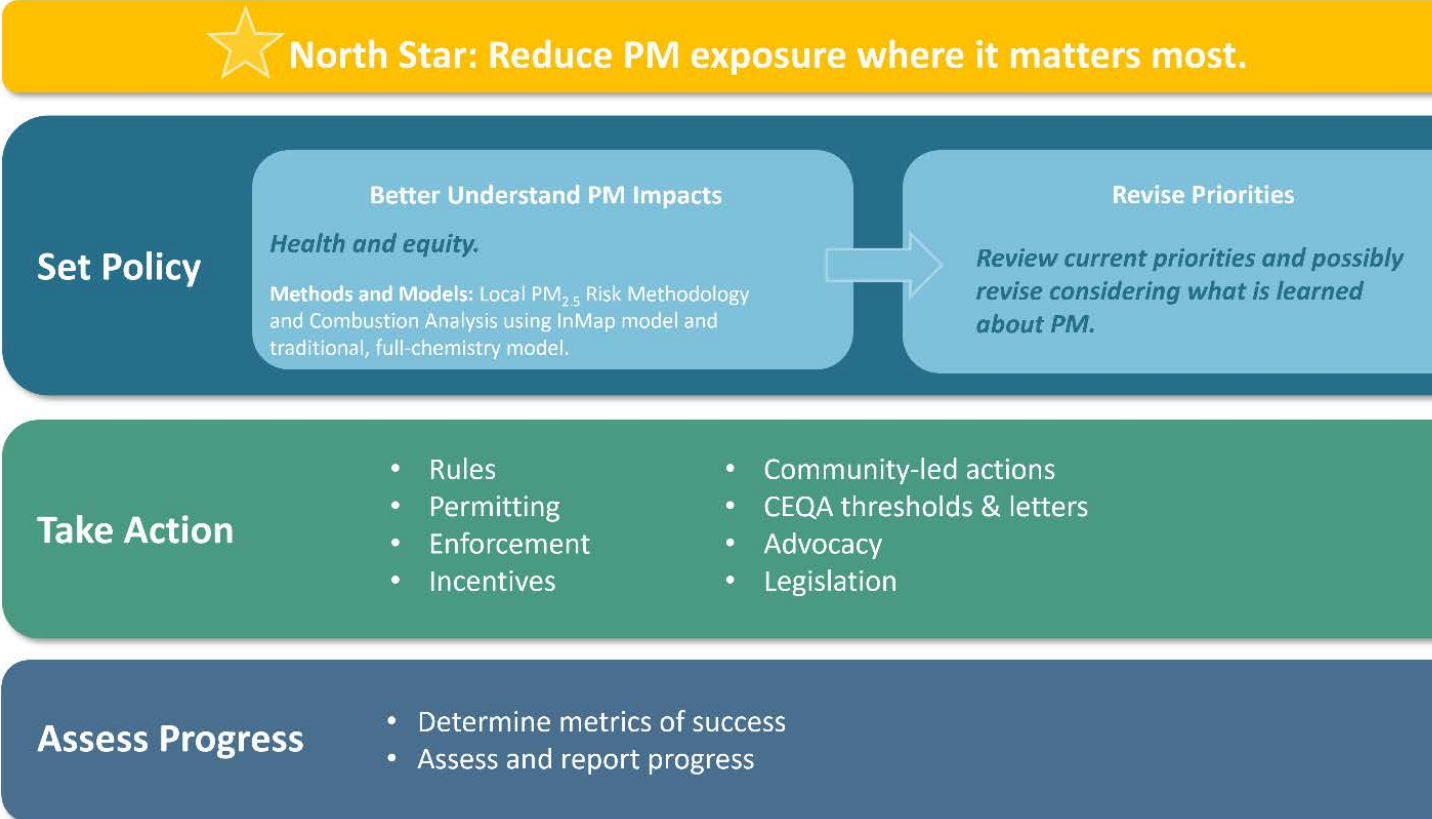 North Star: Reduce PM exposure where it matters most.
Set Policy
Better Understand PM Impacts
Health and equity.
Methods and Models: Local PM2.5 Risk Methodology
and Combustion Analysis using InMap model and
traditional, full-chemistry model.
Revise Priorities
Review current priorities and possibly
revise considering what is learned
about PM.
Take Action
• Rules
• Permitting
• Enforcement
• Incentives
• Community-led actions
• CEQA thresholds & letters
• Advocacy
• Legislation
Assess Progress
• Determine metrics of success
• Assess and report progress